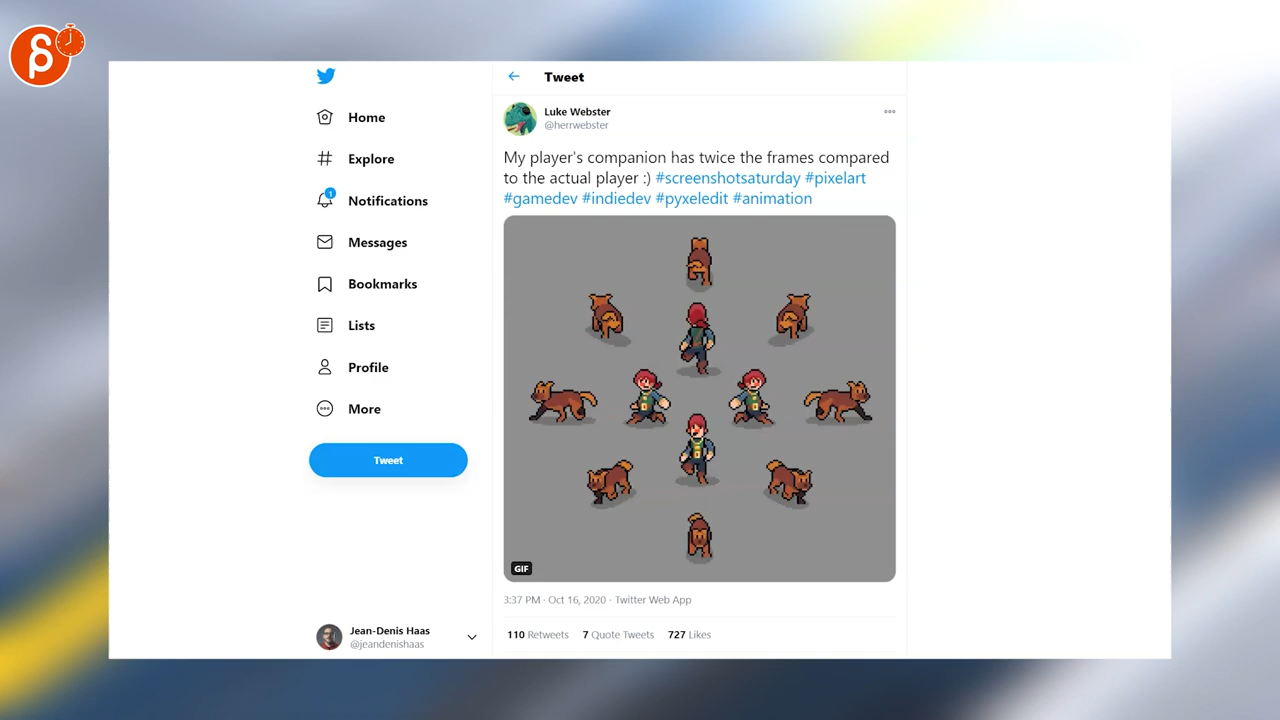 Tweet
Luke Webster
@herrwebster
My player's companion has twice the frames compared
to the actual player :) #screenshotsaturday #pixelart
#gamedev #indiedev #pyxeledit #animation
GIF
3:37 PM · Oct 16, 2020 · Twitter Web App
110 Retweets 7 Quote Tweets 727 Likes
Home
Explore
1
Notifications
Messages
Bookmarks
Lists
Profile
More
Tweet
Jean-Denis Haas
@jeandenishaas